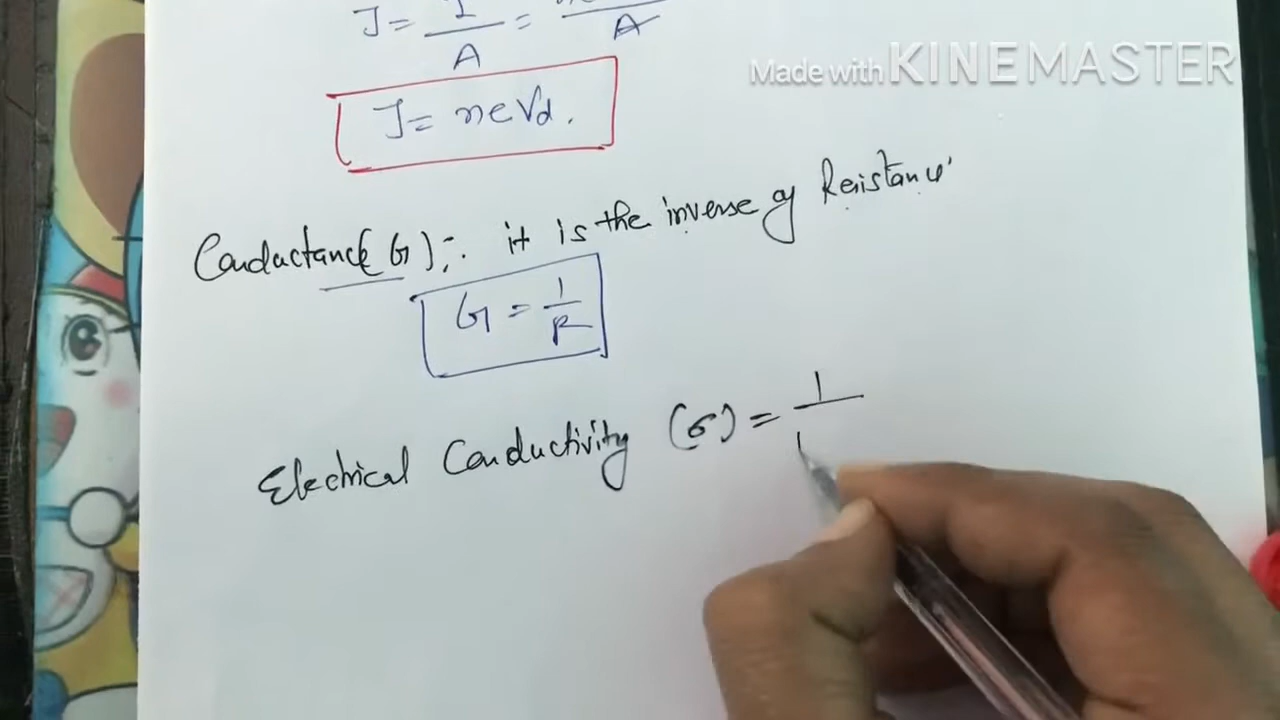 J = I/A =
Made with KINEMASTER
J = neVd.
Conductance(G) :- it is the inverse of Resistance
G = 1/R
Electrical Conductivity (σ) = 1/